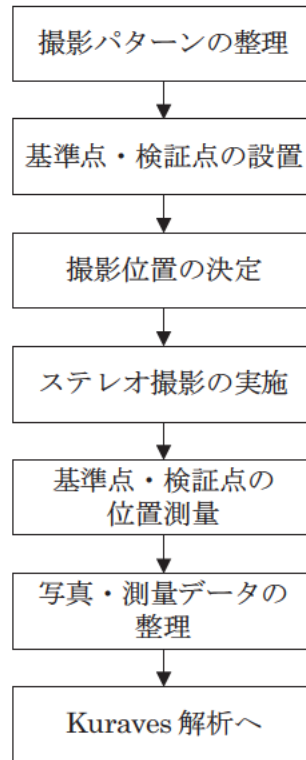 撮影パターンの整理
基準点・検証点の設置
撮影位置の決定
ステレオ撮影の実施
基準点・検証点の
位置測量
写真・測量データの
整理
Kuraves 解析へ